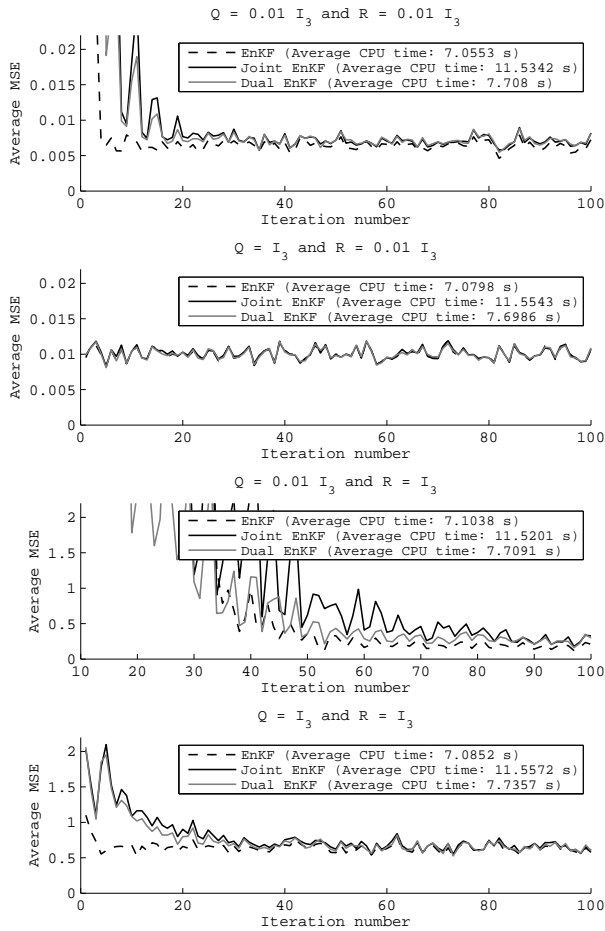 Q = 0.01 I3 and R = 0.01 I3
0.02
0.015
0.01
0.005
0
Average MSE
EnKF (Average CPU time: 7.0553 s)
Joint EnKF (Average CPU time: 11.5342 s)
Dual EnKF (Average CPU time: 7.708 s)
0 20 40 60 80 100
Iteration number
Q = I3 and R = 0.01 I3
0.02
0.015
0.01
0.005
0
Average MSE
EnKF (Average CPU time: 7.0798 s)
Joint EnKF (Average CPU time: 11.5543 s)
Dual EnKF (Average CPU time: 7.6986 s)
0 20 40 60 80 100
Iteration number
Q = 0.01 I3 and R = I3
2
1.5
1
0.5
0
Average MSE
EnKF (Average CPU time: 7.1038 s)
Joint EnKF (Average CPU time: 11.5201 s)
Dual EnKF (Average CPU time: 7.7091 s)
10 20 30 40 50 60 70 80 90 100
Iteration number
Q = I3 and R = I3
2
1.5
1
0.5
0
Average MSE
EnKF (Average CPU time: 7.0852 s)
Joint EnKF (Average CPU time: 11.5572 s)
Dual EnKF (Average CPU time: 7.7357 s)
0 20 40 60 80 100
Iteration number